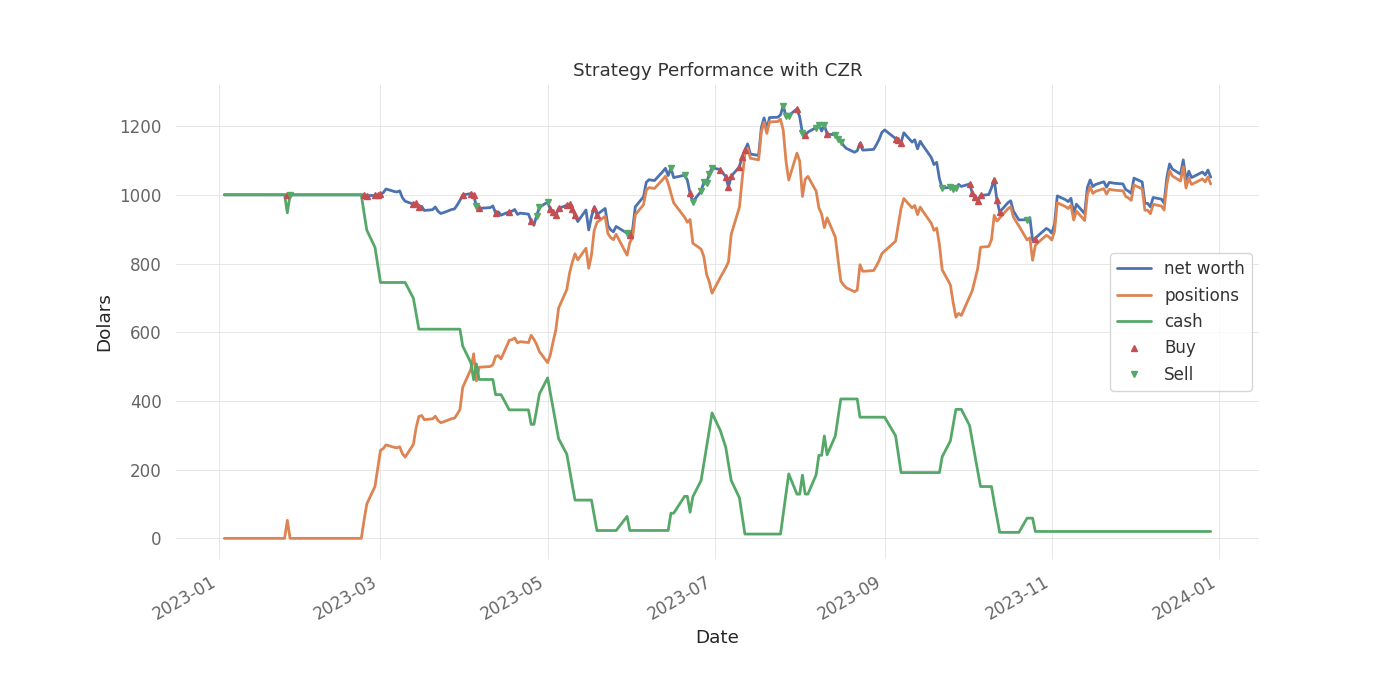 Strategy Performance with CZR
Dolars
1200
1000
800
600
400
200
0
net worth
positions
cash
Buy
Sell
2023-01
2023-03
2023-05
2023-07
2023-09
2023-11
2024-01
Date